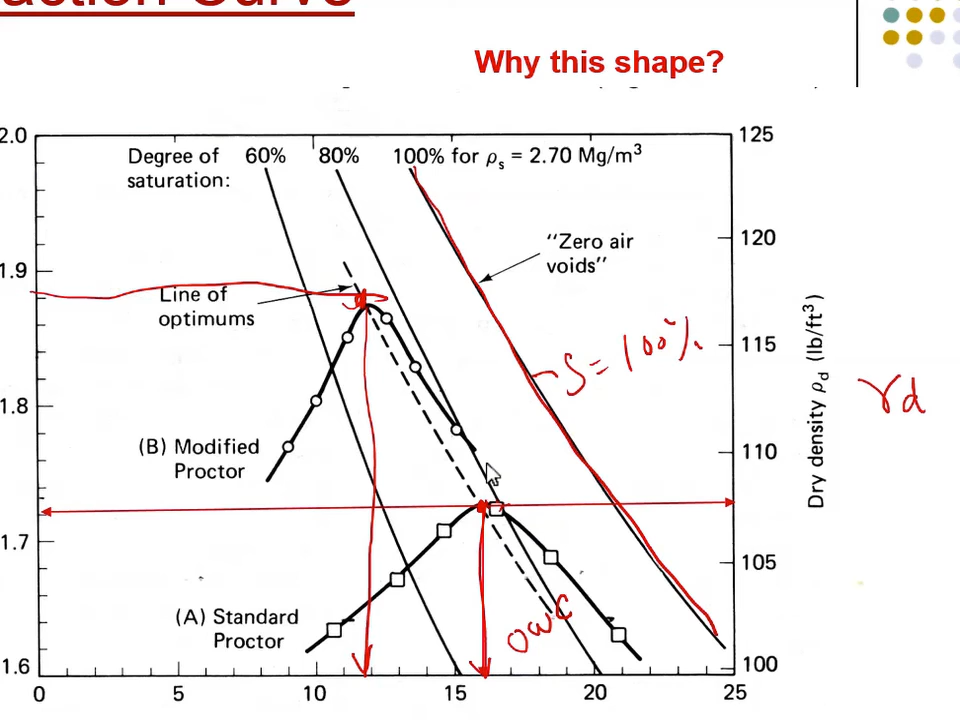 action Curve
Why this shape?
2.0
125
Degree of saturation:
60%
80%
100% for ρs = 2.70 Mg/m³
120
"Zero air voids"
1.9
Line of optimums
115
S = 100%
γd
1.8
Dry density ρd (lb/ft³)
(B) Modified Proctor
110
1.7
105
(A) Standard Proctor
OWC
1.6
100
0
5
10
15
20
25